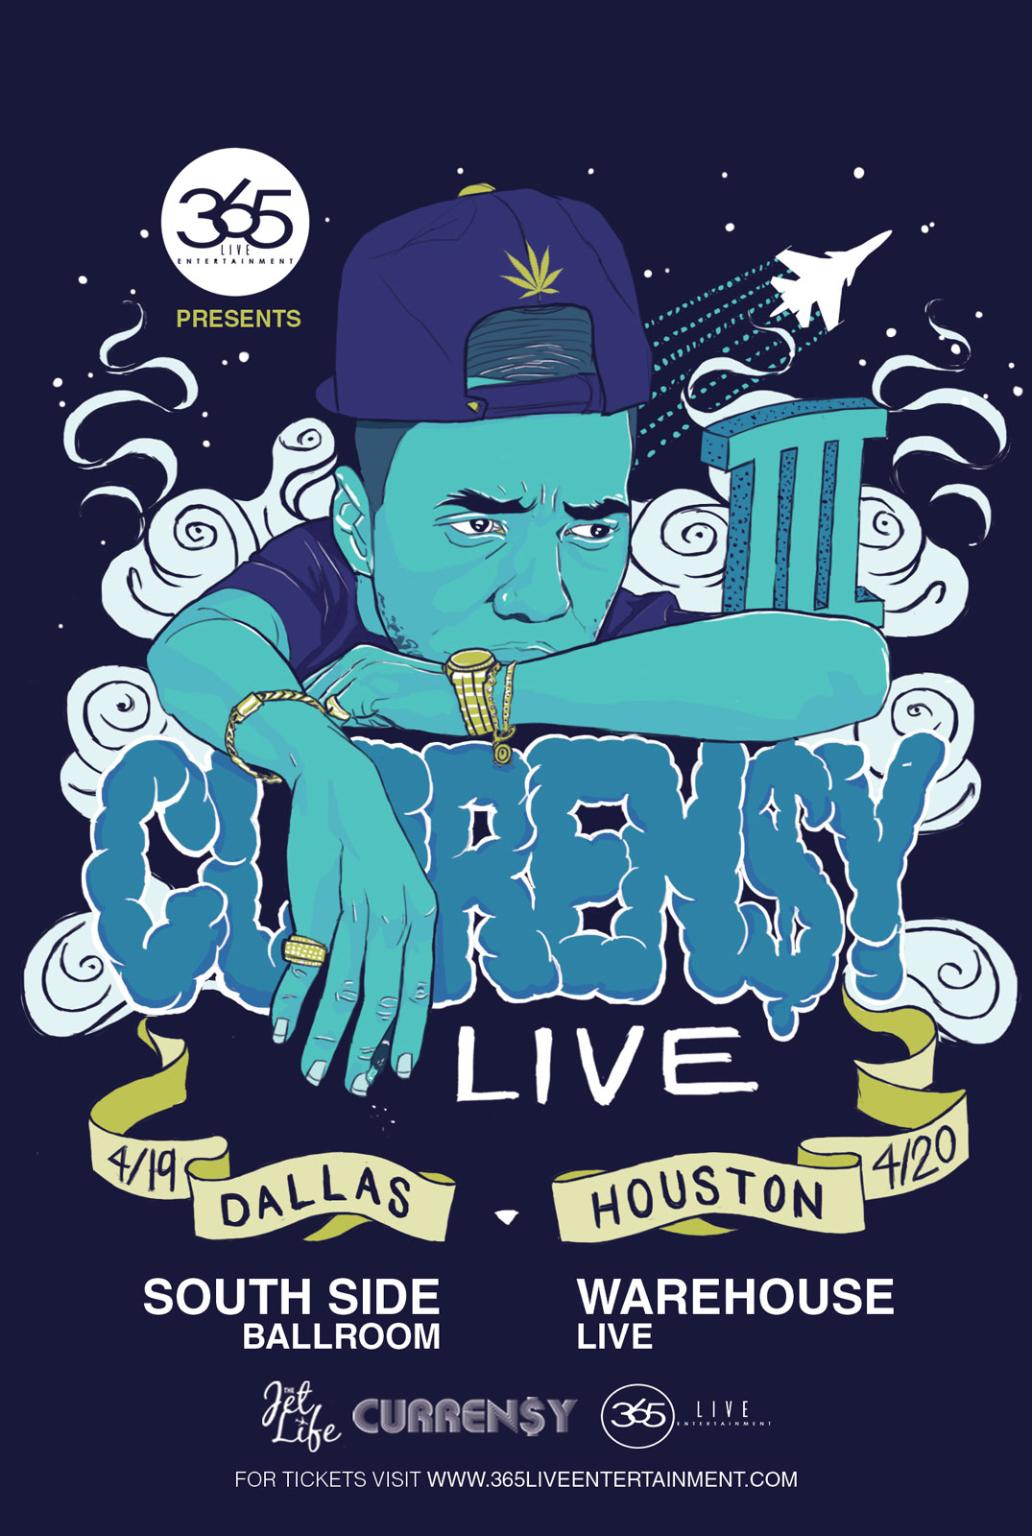 365
LIVE
ENTERTAINMENT
PRESENTS
III
CURREN$Y
LIVE
4/19
DALLAS
HOUSTON
4/20
SOUTH SIDE
BALLROOM
WAREHOUSE
LIVE
THE
Jet
Life
CURREN$Y
365
LIVE
ENTERTAINMENT
FOR TICKETS VISIT WWW.365LIVEENTERTAINMENT.COM